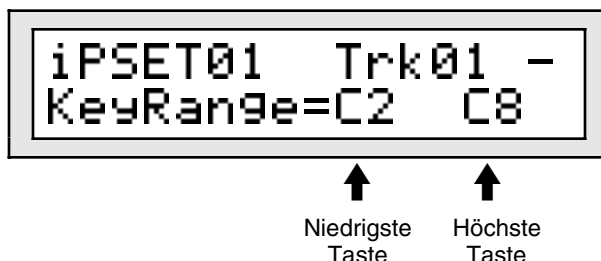 iPSET01 Trk01 -
KeyRange=C2 C8
Niedrigste Höchste
Taste Taste